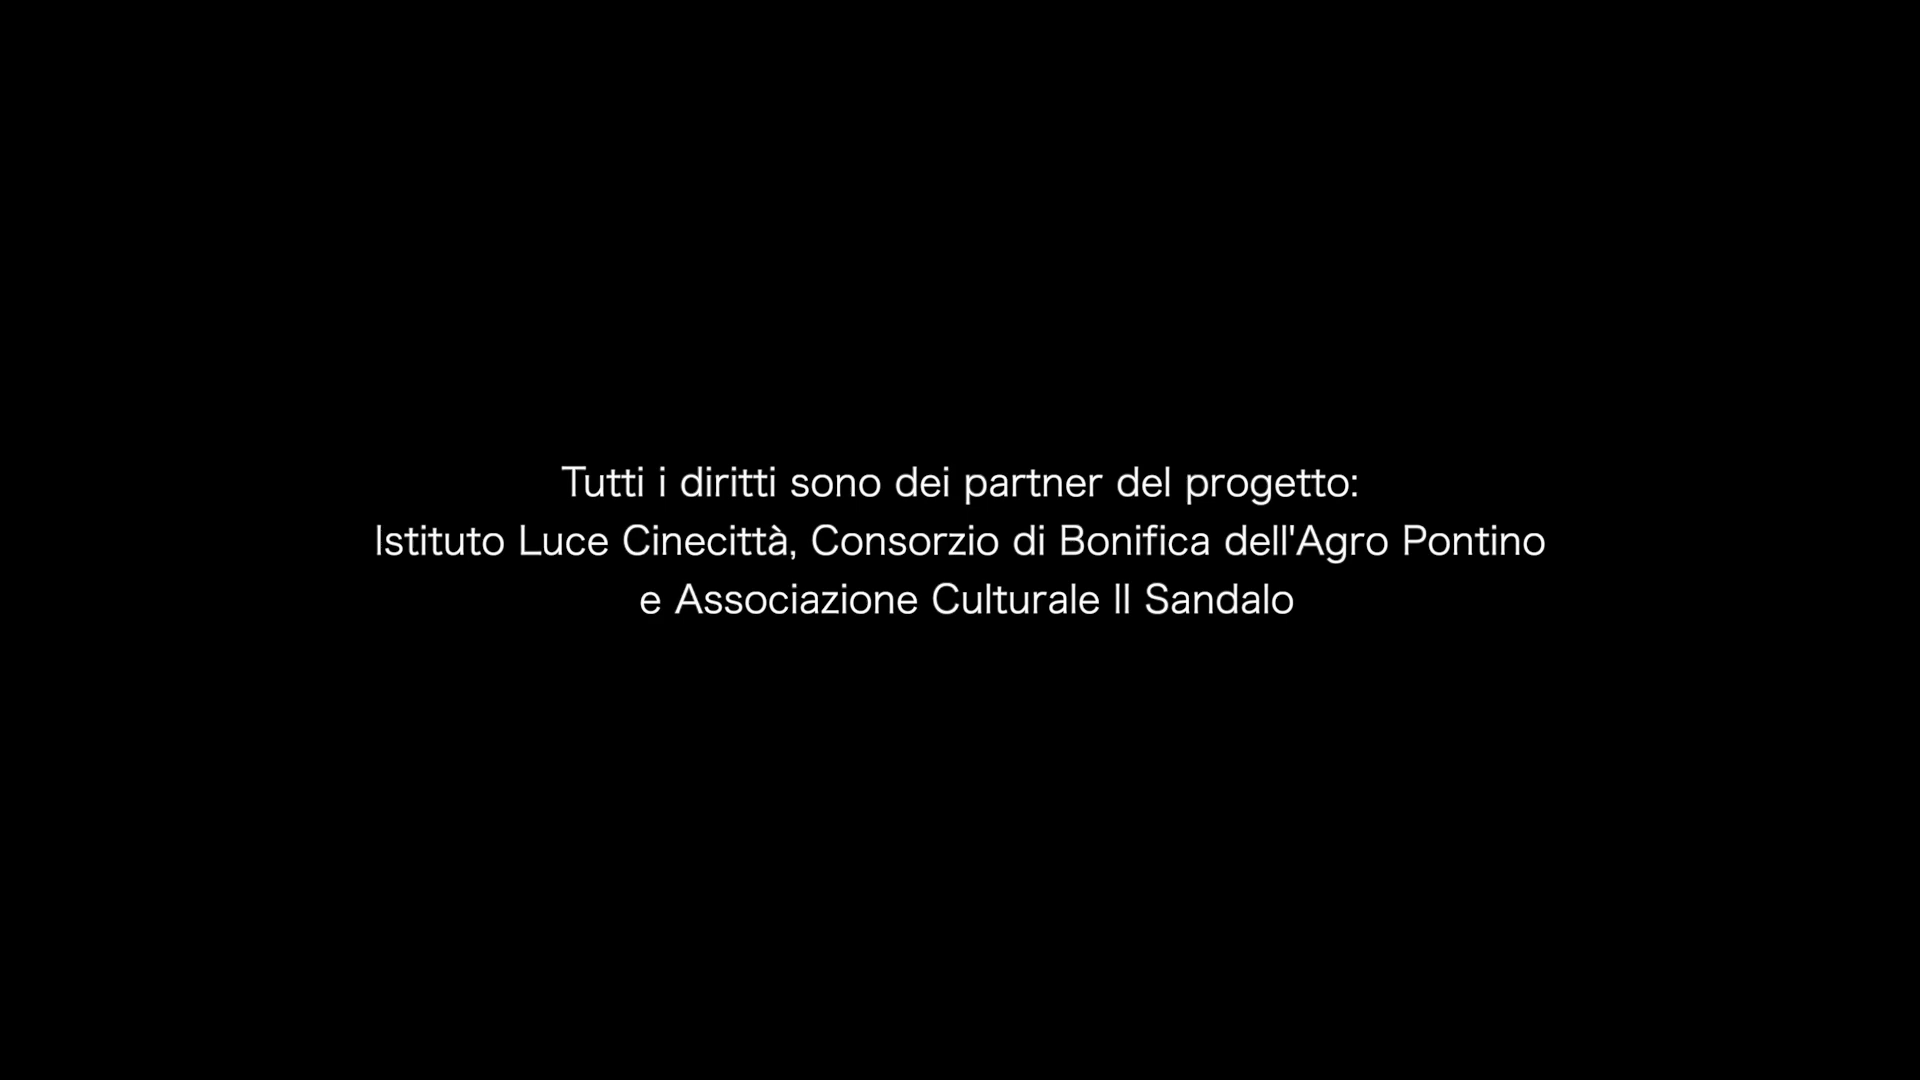 Tutti i diritti sono dei partner del progetto:
Istituto Luce Cinecittà, Consorzio di Bonifica dell'Agro Pontino
e Associazione Culturale Il Sandalo